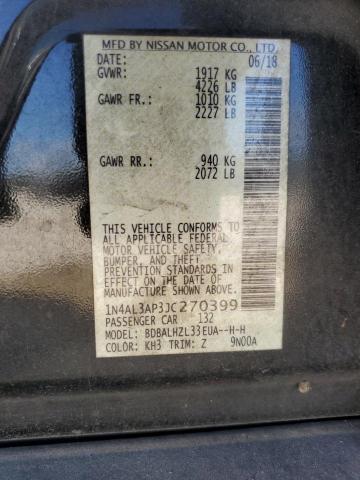 MFD BY NISSAN MOTOR CO., LTD.
DATE: 06/18
GVWR: 1917 KG
4226 LB
GAWR FR.: 1010 KG
2227 LB
GAWR RR.: 940 KG
2072 LB
THIS VEHICLE CONFORMS TO
ALL APPLICABLE FEDERAL
MOTOR VEHICLE SAFETY,
BUMPER, AND THEFT
PREVENTION STANDARDS
IN EFFECT ON THE DATE OF
MANUFACTURE SHOWN ABOVE.
1N4AL3AP3JC270399
PASSENGER CAR 132
MODEL: BDBALHZL33EUA--H-H
COLOR: KH3 TRIM: Z 9N00A